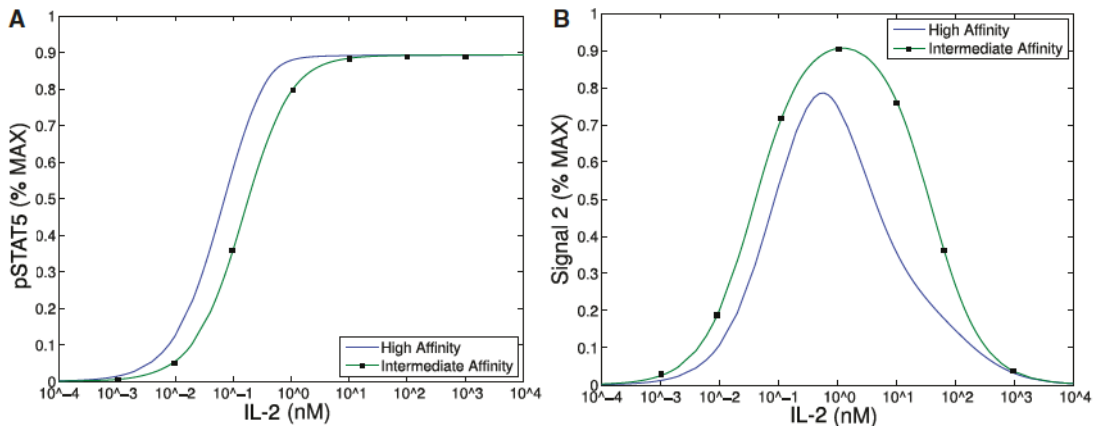 A
pSTAT5 (% MAX)
1
0.9
0.8
0.7
0.6
0.5
0.4
0.3
0.2
0.1
0
High Affinity
Intermediate Affinity
10^-4 10^-3 10^-2 10^-1 10^0 10^1 10^2 10^3 10^4
IL-2 (nM)
B
Signal 2 (% MAX)
1
0.9
0.8
0.7
0.6
0.5
0.4
0.3
0.2
0.1
0
High Affinity
Intermediate Affinity
10^-4 10^-3 10^-2 10^-1 10^0 10^1 10^2 10^3 10^4
IL-2 (nM)